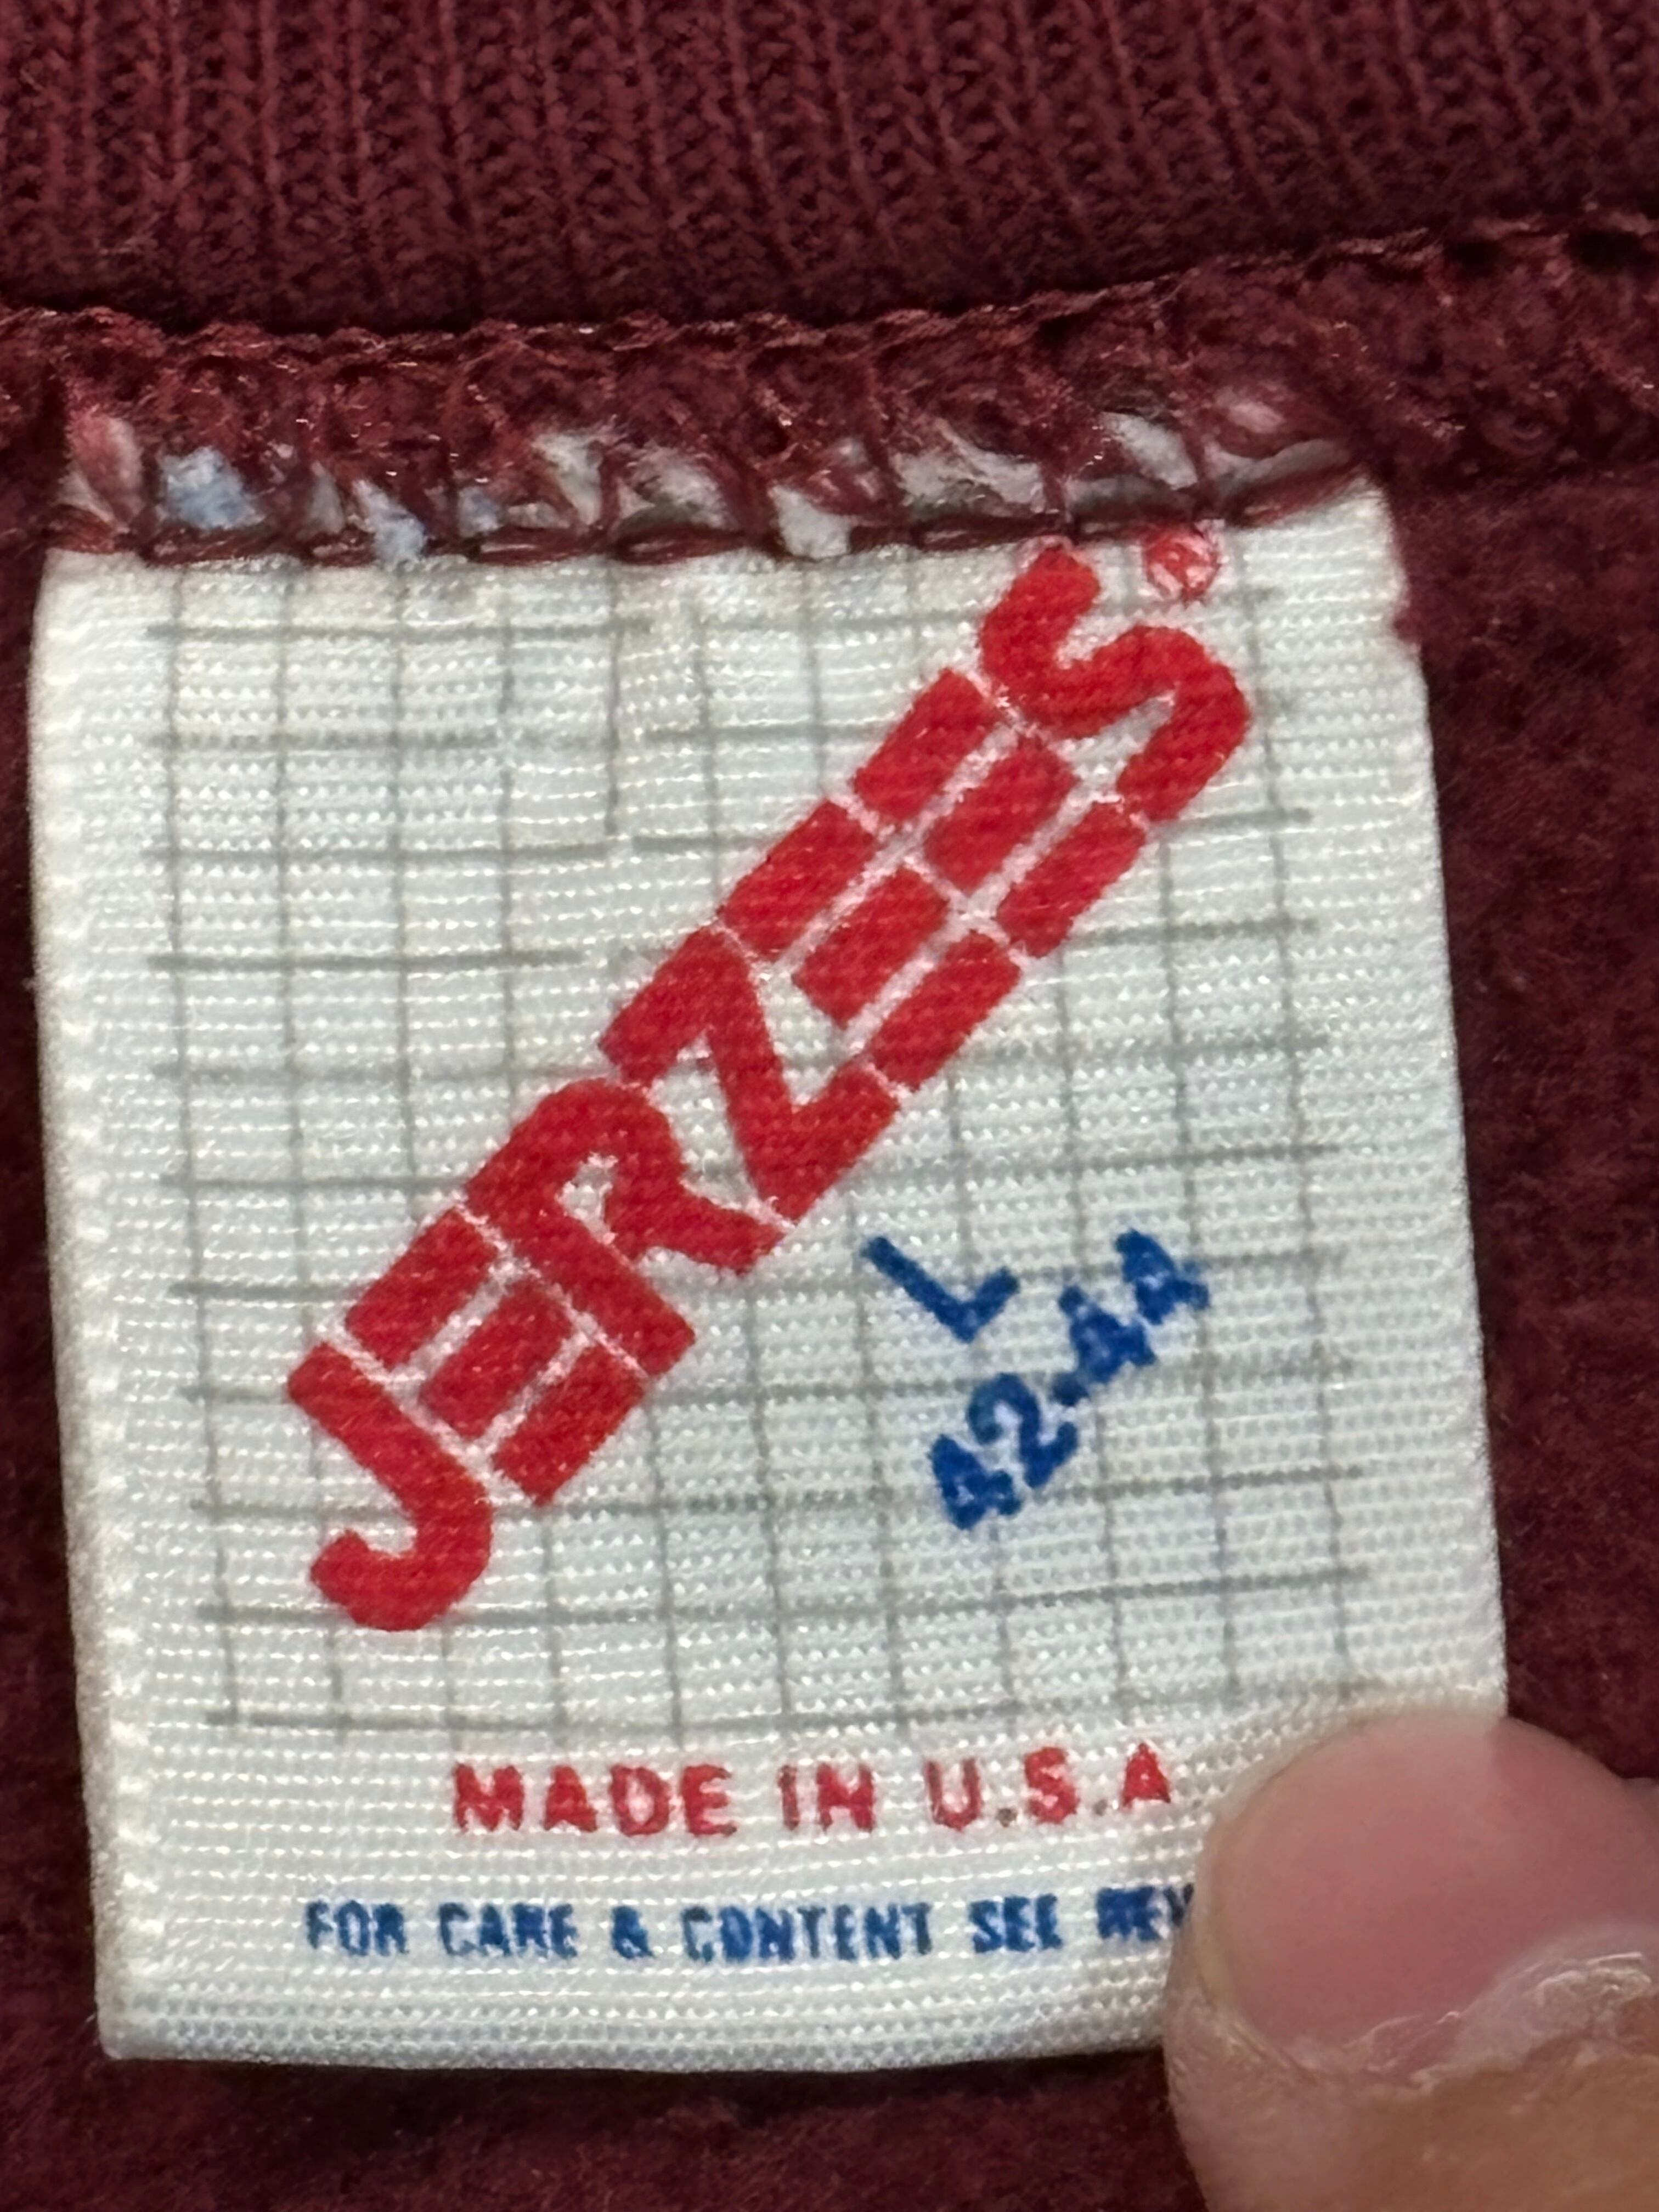 JERZEES®
L
42-44
MADE IN U.S.A
FOR CARE & CONTENT SEE